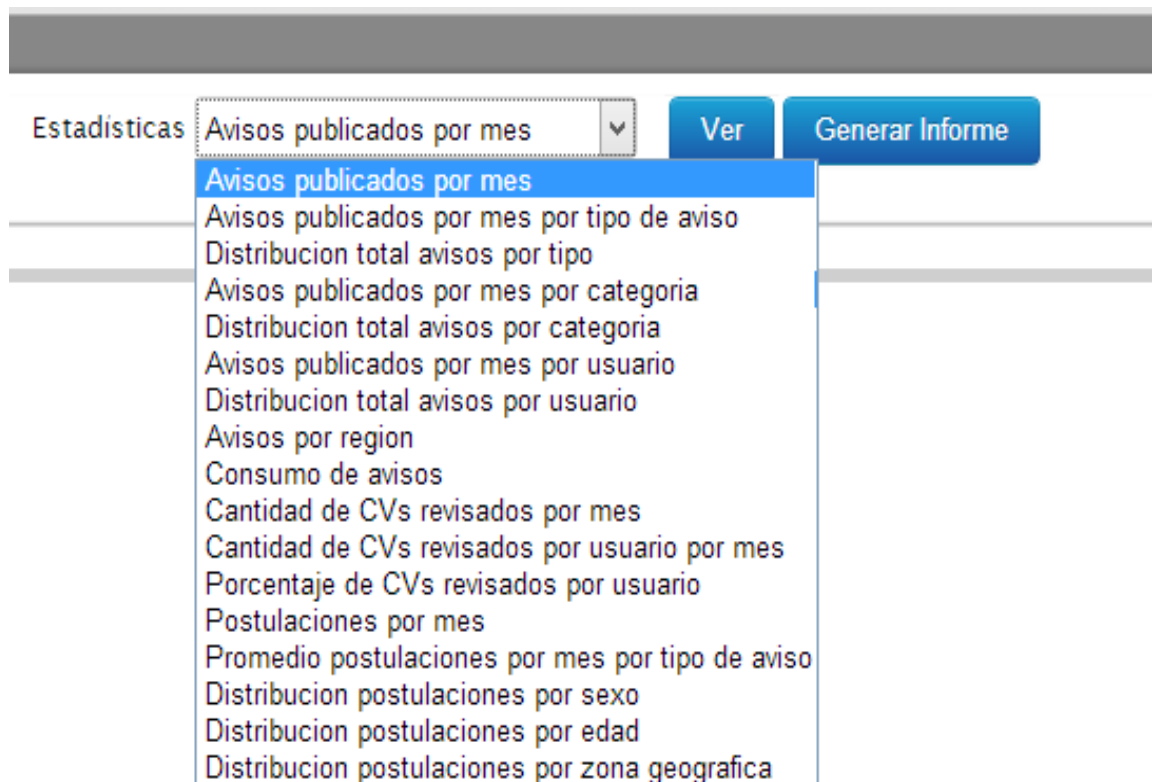 Estadísticas Avisos publicados por mes Ver Generar Informe
Avisos publicados por mes
Avisos publicados por mes por tipo de aviso
Distribucion total avisos por tipo
Avisos publicados por mes por categoria
Distribucion total avisos por categoria
Avisos publicados por mes por usuario
Distribucion total avisos por usuario
Avisos por region
Consumo de avisos
Cantidad de CVs revisados por mes
Cantidad de CVs revisados por usuario por mes
Porcentaje de CVs revisados por usuario
Postulaciones por mes
Promedio postulaciones por mes por tipo de aviso
Distribucion postulaciones por sexo
Distribucion postulaciones por edad
Distribucion postulaciones por zona geografica